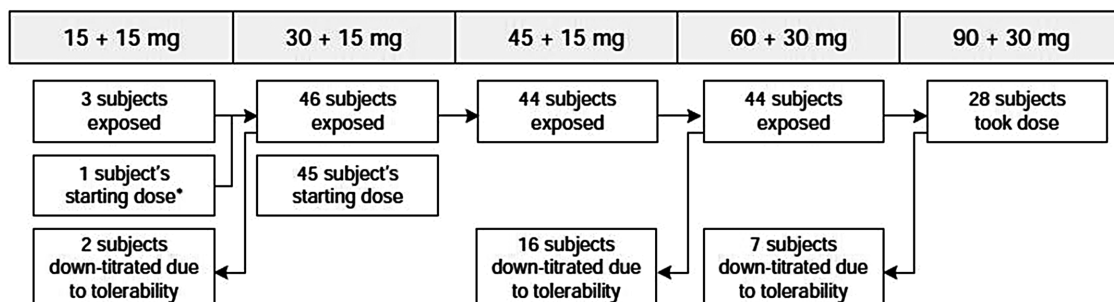 15 + 15 mg
30 + 15 mg
45 + 15 mg
60 + 30 mg
90 + 30 mg
3 subjects
exposed
46 subjects
exposed
44 subjects
exposed
44 subjects
exposed
28 subjects
took dose
1 subject's
starting dose*
45 subject's
starting dose
2 subjects
down-titrated due
to tolerability
16 subjects
down-titrated due
to tolerability
7 subjects
down-titrated due
to tolerability